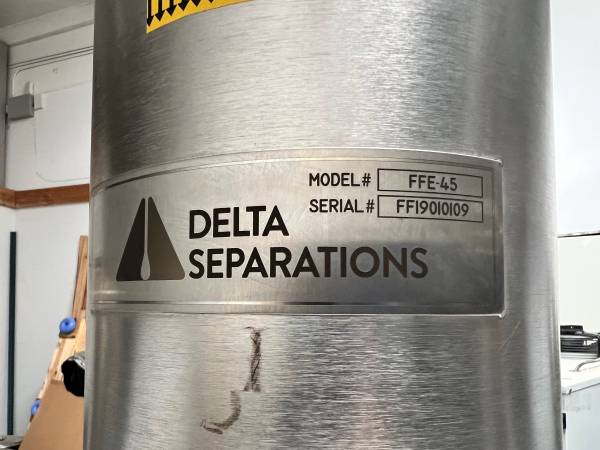 MODEL# FFE-45
SERIAL# FF19010109
DELTA
SEPARATIONS